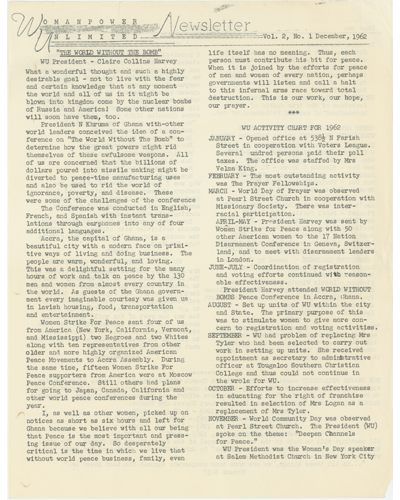 WOMANPOWER
UNLIMITED
Newsletter
Vol. 2, No. 1 December, 1962
"THE WORLD WITHOUT THE BOMB"
WU President - Claire Collins Harvey
What a wonderful thought and such a highly
desirable goal - not to live with the fear
and certain knowledge that at any moment
the world and all of us in it might be
blown into kingdom come by the nuclear bombs
of Russia and America! Some other nations
will soon have them, too.
President N Kkruma of Ghana with other
world leaders conceived the idea of a con-
ference on "The World Without The Bomb" to
determine how the great powers might rid
themselves of these awfulsome weapons. All
of us are concerned that the billions of
dollars poured into missile making might be
diverted to peace-time manufacturing uses
and also be used to rid the world of
ignorance, poverty, and disease. These
were some of the challenges of the conference
The Conference was conducted in English,
French, and Spanish with instant trans-
lations through earphones into any of four
additional languages.
Accra, the capital of Ghana, is a
beautiful city with a modern face on primi-
tive ways of living and doing business. The
people are warm, wonderful, and loving.
This was a delightful setting for the many
hours of work and talk on peace by the 130
men and women from almost every country in
the world. As guests of the Ghana govern-
ment every imaginable courtesy was given us
in lavish housing, food, transportation
and entertainment.
Women Strike For Peace sent four of us
from America (New York, California, Vermont,
and Mississippi) two Negroes and two Whites
along with ten representatives from other
older and more highly organized American
Peace Movements to Accra Assembly. During
the same time, fifteen Women Strike For
Peace supporters from America were at Moscow
Peace Conference. Still others had plans
for going to Japan, Canada, California and
other world peace conferences during the
year.
I, as well as other women, picked up on
notices as short as six hours and left for
Ghana because we believe with all our being
that Peace is the most important and press-
ing issue of our day. So desperately
critical is the time in which we live that
without world peace business, family, even
life itself has no meaning. Thus, each
person must contribute his bit for peace.
When it is joined by the efforts for peace
of men and women of every nation, perhaps
governments will listen and call a halt
to this infernal arms race toward total
destruction. This is our work, our hope,
our prayer.
***
WU ACTIVITY CHART FOR 1962
JANUARY - Opened office at 538½ N Farish
Street in cooperation with Voters League.
Several undred persons paid their poll
taxes. The office was staffed by Mrs
Velma King.
FEBRUARY - The most outstanding activity
was The Prayer Fellowships.
MARCH - World Day of Prayer was observed
at Pearl Street Church in cooperation with
Missionary Society. There was inter-
racial participation.
APRIL-MAY - President Harvey was sent by
Women Strike for Peace along with 50
other American women to the 17 Nation
Disarmament Conference in Geneva, Switzer-
land, and to meet with disarmament leaders
in London.
JUNE-JULY - Coordination of registration
and voting efforts continued with reason-
able effectiveness.
President Harvey attended WORLD WITHOUT
BOMBS Peace Conference in Accra, Ghana.
AUGUST - Set up units of WU within the city
and State. The primary purpose of this
was to stimulate women to give more con-
cern to registration and voting activities.
SEPTEMBER - WU had problem of replacing Mrs
Tyler who had been selected to carry out
work in setting up units. She received
appointment as secretary to administrative
officer at Tougaloo Southern Christian
College and thus could not continue in
the wrole for WU.
OCTOBER - Efforts to increase effectiveness
in educating for the right of franchise
resulted in selection of Mrs Logan as a
replacement of Mrs Tyler.
NOVEMBER - World Community Day was observed
at Pearl Street Church. The President (WU)
spoke on the theme: "Deepen Channels
for Peace."
WU President was the Women's Day speaker
at Salem Methodist Church in New York City